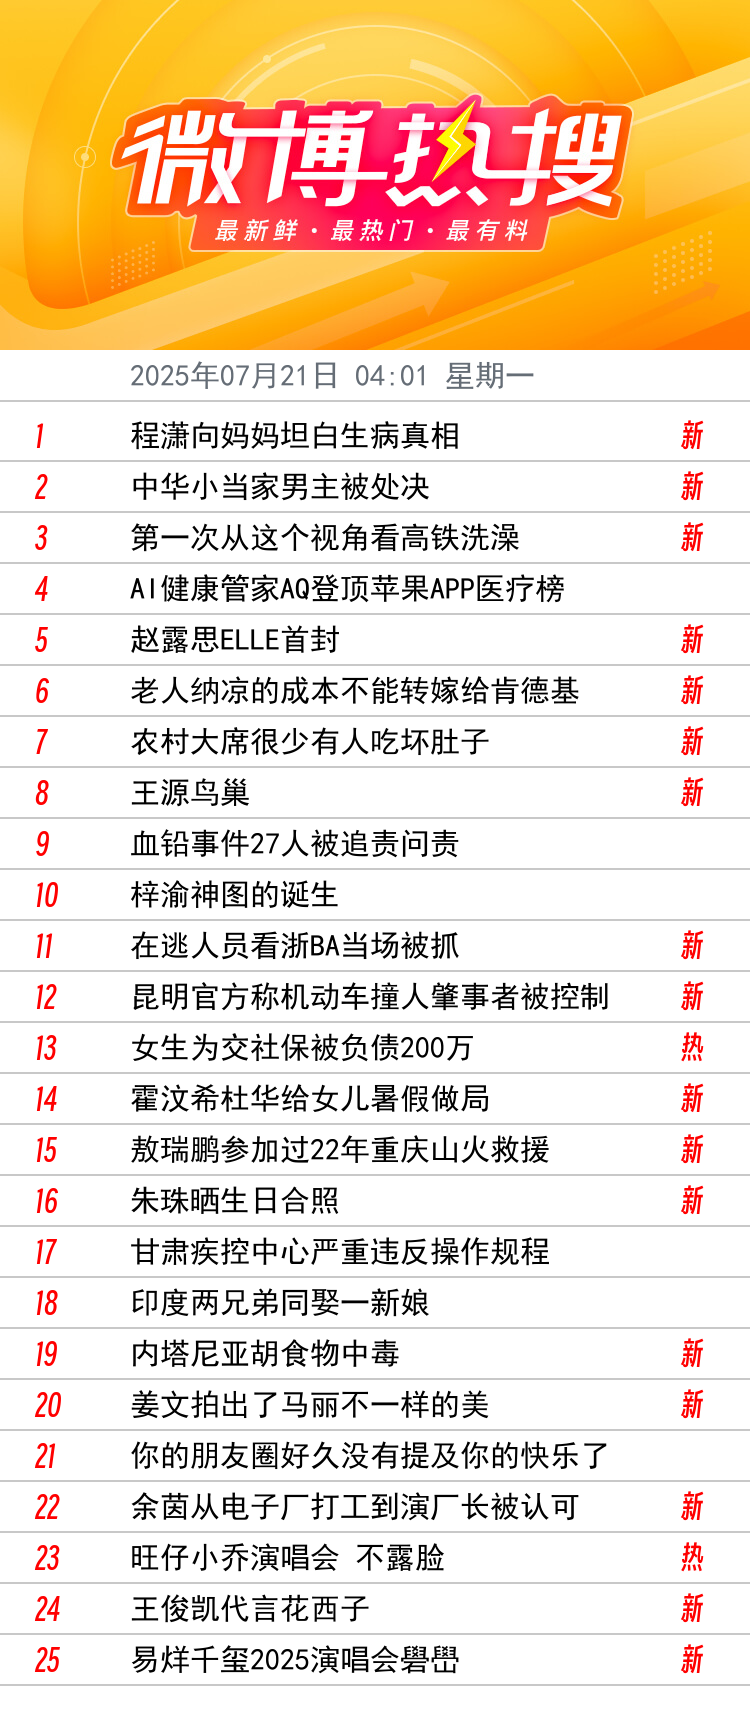 微博热搜
最新鲜·最热门·最有料
2025年07月21日 04:01 星期一
1 程潇向妈妈坦白生病真相 新
2 中华小当家男主被处决 新
3 第一次从这个视角看高铁洗澡 新
4 AI健康管家AQ登顶苹果APP医疗榜
5 赵露思ELLE首封 新
6 老人纳凉的成本不能转嫁给肯德基 新
7 农村大席很少有人吃坏肚子 新
8 王源鸟巢 新
9 血铅事件27人被追责问责
10 梓渝神图的诞生
11 在逃人员看浙BA当场被抓 新
12 昆明官方称机动车撞人肇事者被控制 新
13 女生为交社保被负债200万 热
14 霍汶希杜华给女儿暑假做局 新
15 敖瑞鹏参加过22年重庆山火救援 新
16 朱珠晒生日合照 新
17 甘肃疾控中心严重违反操作规程
18 印度两兄弟同娶一新娘
19 内塔尼亚胡食物中毒 新
20 姜文拍出了马丽不一样的美 新
21 你的朋友圈好久没有提及你的快乐了
22 余茵从电子厂打工到演厂长被认可 新
23 旺仔小乔演唱会 不露脸 热
24 王俊凯代言花西子 新
25 易烊千玺2025演唱会礐嶨 新